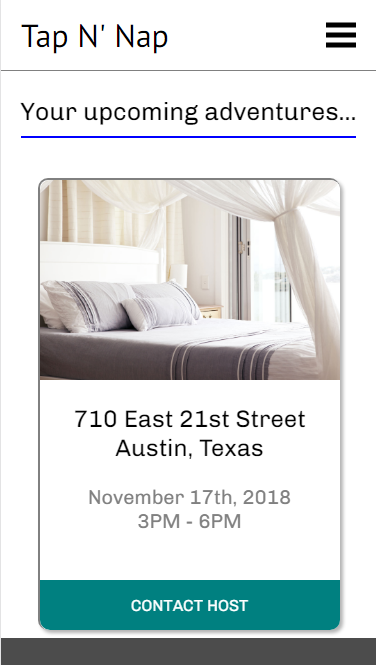 Tap N' Nap
Your upcoming adventures...
710 East 21st Street
Austin, Texas
November 17th, 2018
3PM - 6PM
CONTACT HOST